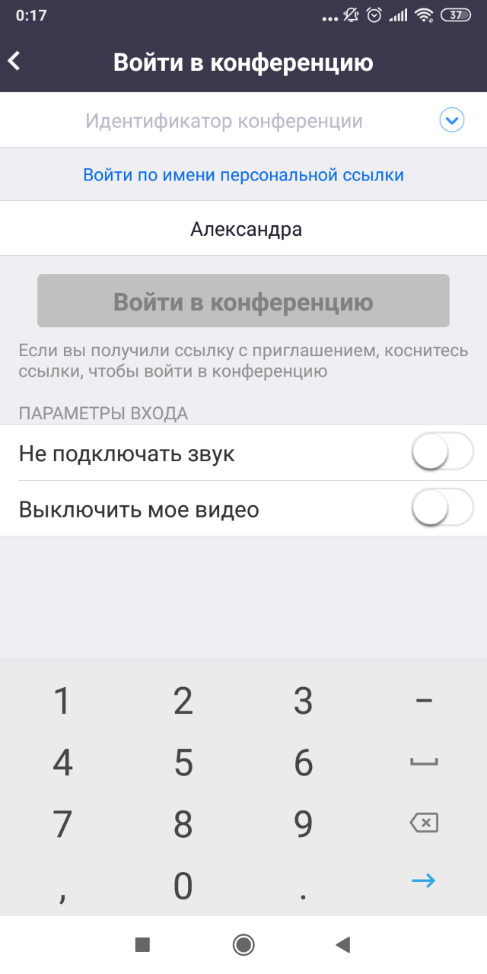 0:17
37
Войти в конференцию
Идентификатор конференции
Войти по имени персональной ссылки
Александра
Войти в конференцию
Если вы получили ссылку с приглашением, коснитесь
ссылки, чтобы войти в конференцию
ПАРАМЕТРЫ ВХОДА
Не подключать звук
Выключить мое видео
1 2 3 –
4 5 6
7 8 9
, 0 .